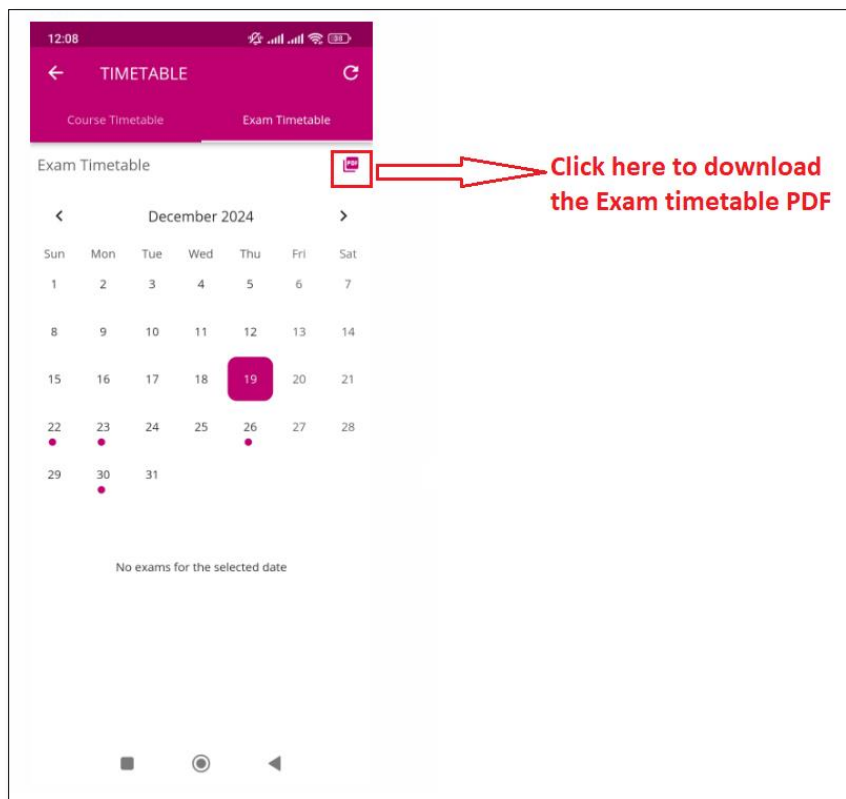 12:08
TIMETABLE
Course Timetable Exam Timetable
Exam Timetable PDF
Click here to download
the Exam timetable PDF
December 2024
Sun Mon Tue Wed Thu Fri Sat
1 2 3 4 5 6 7
8 9 10 11 12 13 14
15 16 17 18 19 20 21
22 23 24 25 26 27 28
29 30 31
No exams for the selected date